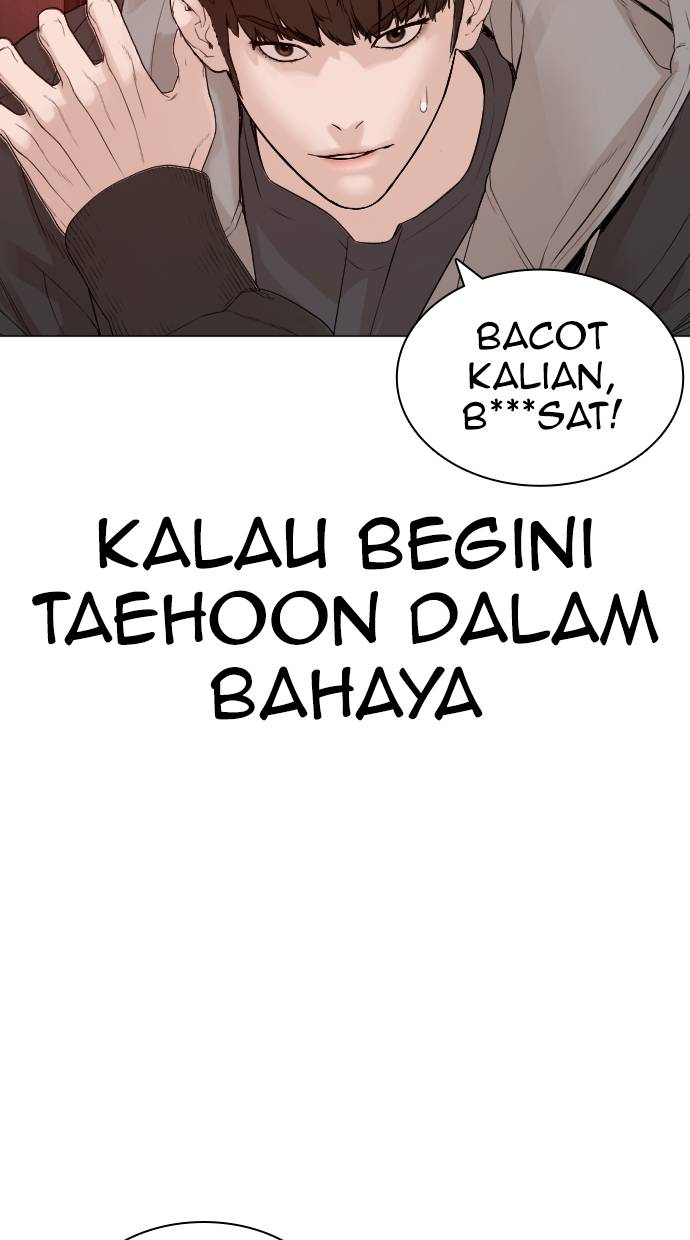 BACOT
KALIAN,
B***SAT!
KALAU BEGINI
TAEHOON DALAM
BAHAYA